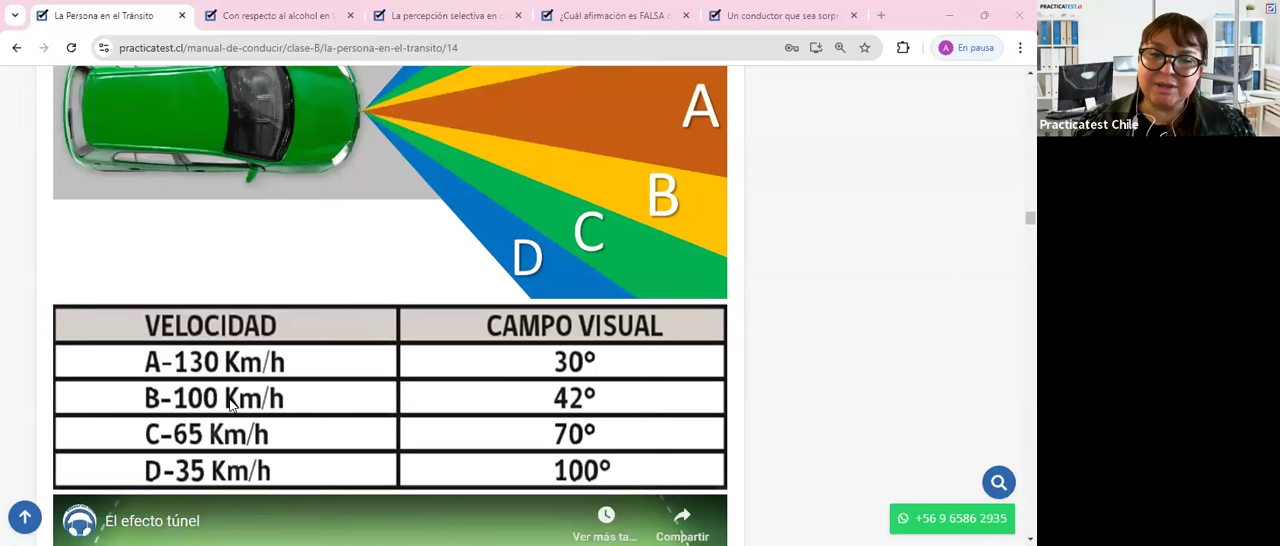 La Persona en el Tránsito
Con respecto al alcohol en l
La percepción selectiva en c
¿Cuál afirmación es FALSA c
Un conductor que sea sorpr
practicatest.cl/manual-de-conducir/clase-B/la-persona-en-el-transito/14
A
En pausa
PRACTICATEST.cl
Practicatest Chile
A
B
C
D
VELOCIDAD CAMPO VISUAL
A-130 Km/h 30°
B-100 Km/h 42°
C-65 Km/h 70°
D-35 Km/h 100°
El efecto túnel
Ver más ta...
Compartir
+56 9 6586 2935